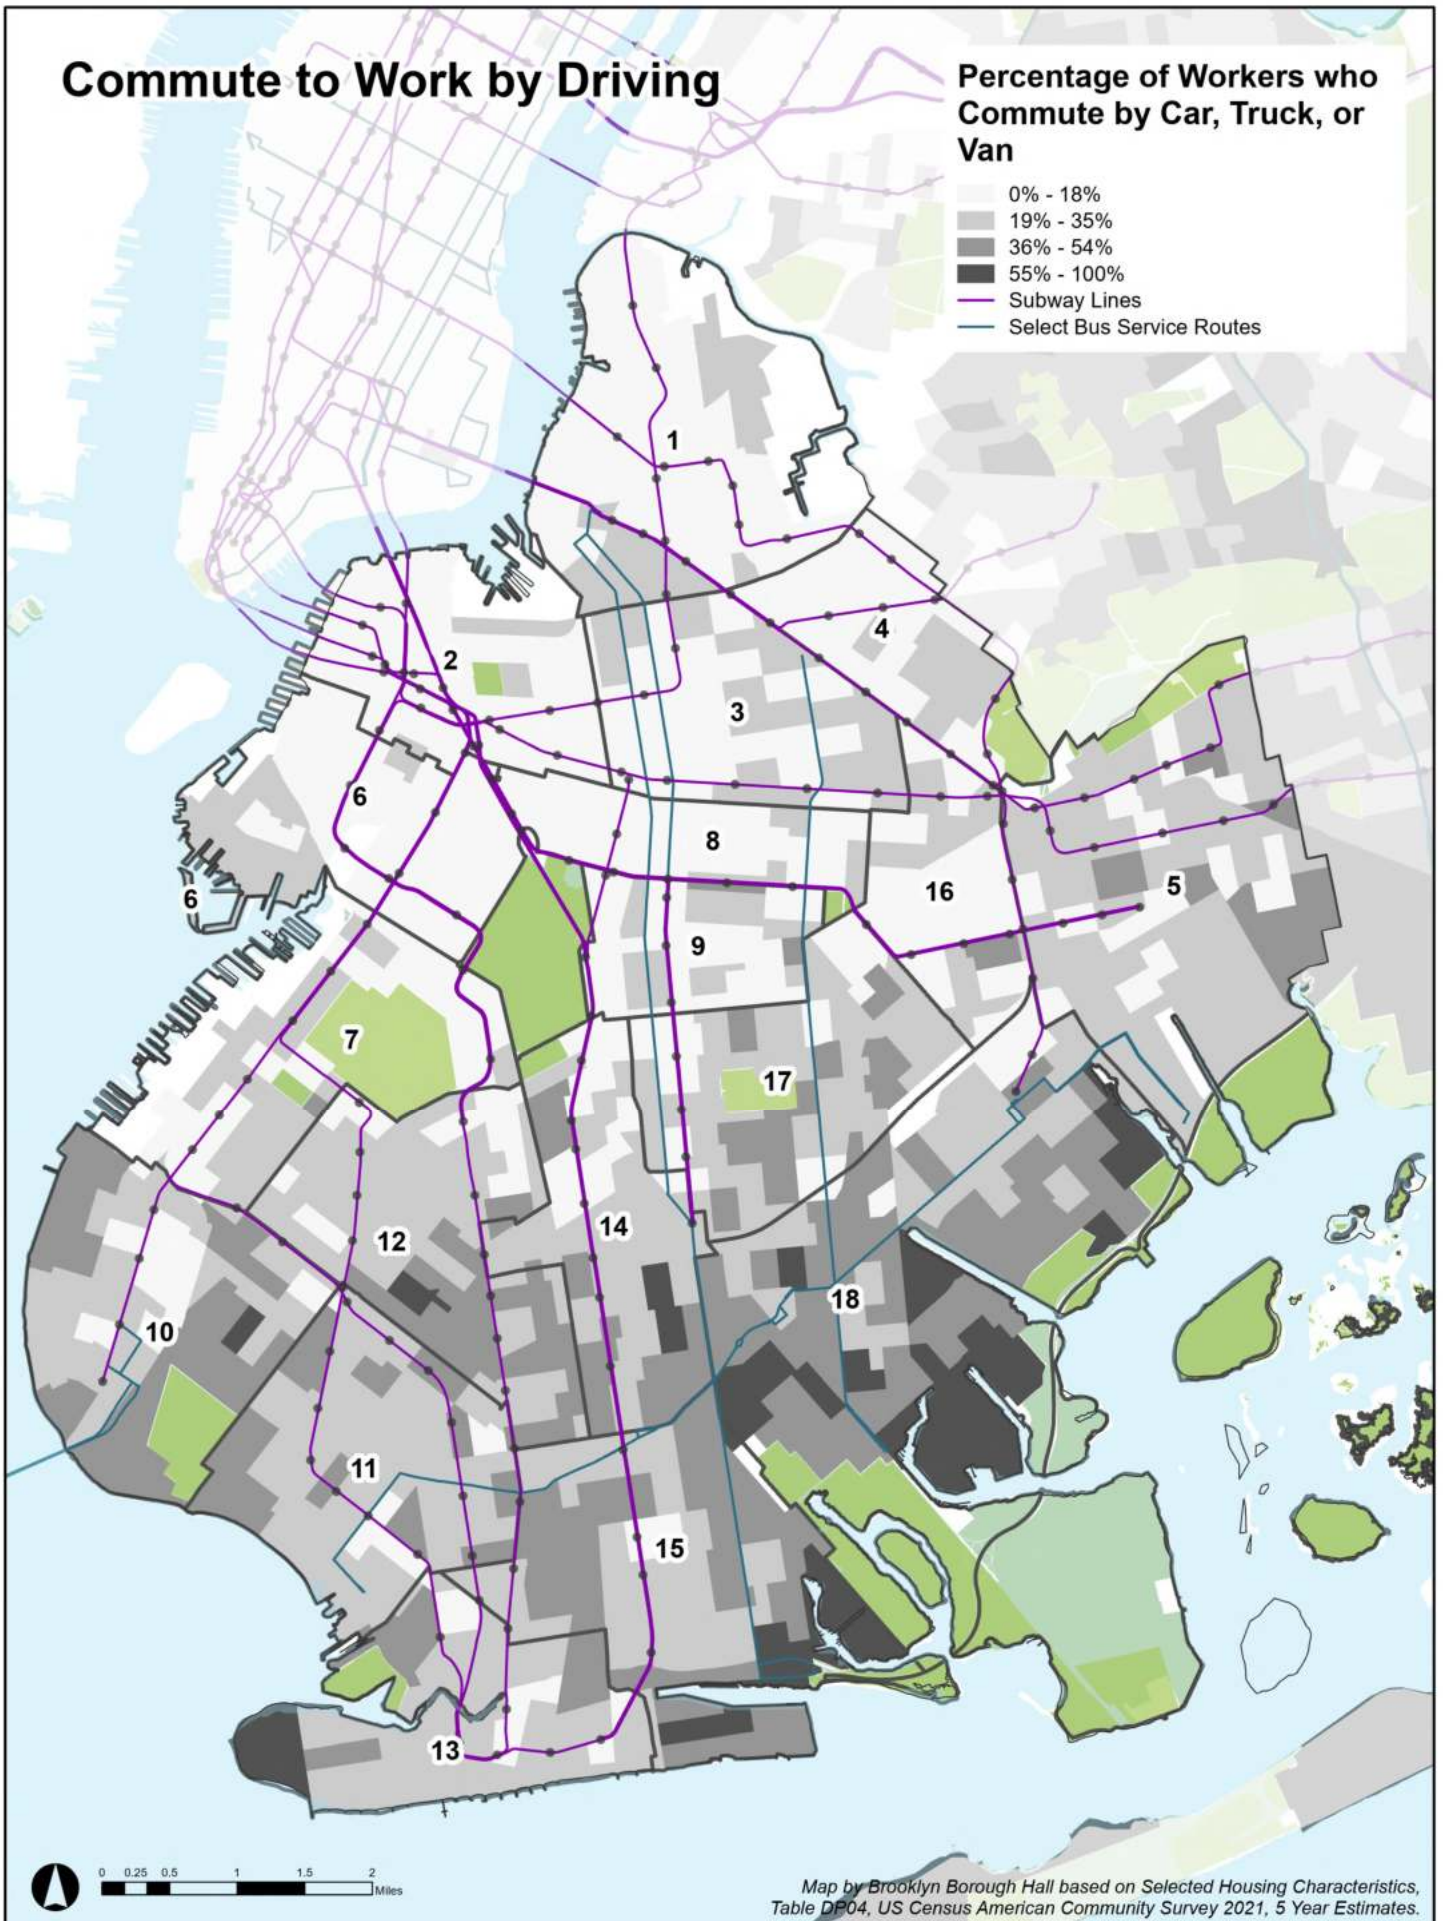 Commute to Work by Driving
Percentage of Workers who
Commute by Car, Truck, or
Van
0% - 18%
19% - 35%
36% - 54%
55% - 100%
Subway Lines
Select Bus Service Routes
1
4
2
3
6
8
5
16
6
9
7
17
14
12
18
10
11
15
13
0 0.25 0.5 1 1.5 2
Miles
Map by Brooklyn Borough Hall based on Selected Housing Characteristics,
Table DP04, US Census American Community Survey 2021, 5 Year Estimates.